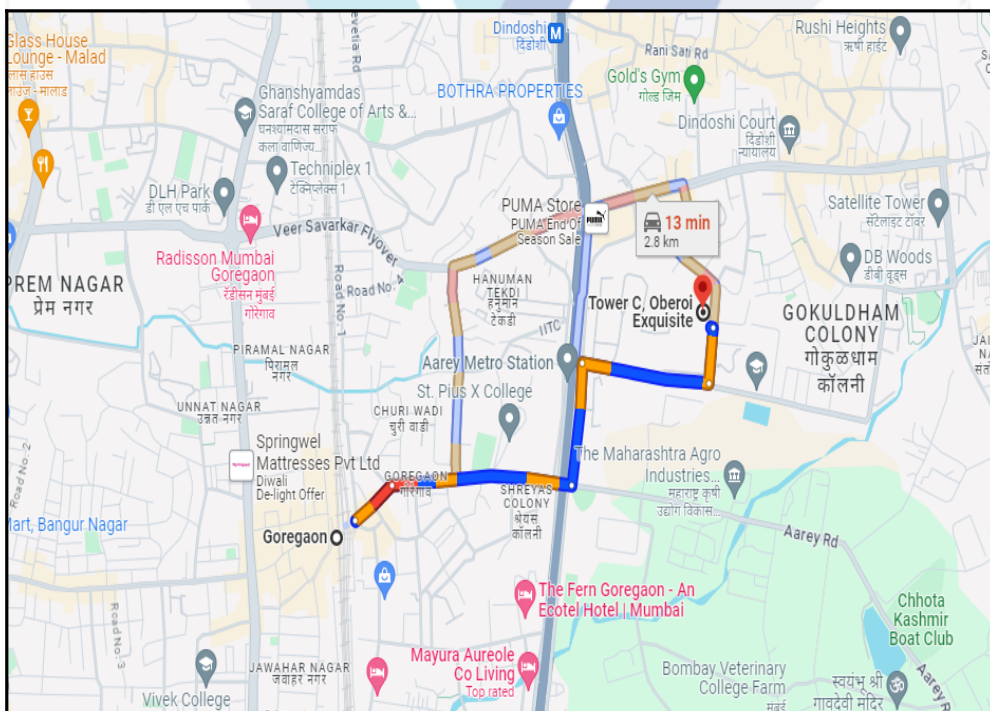 Glass House
Lounge - Malad
लास हाउस
लाउंज - मालाड
Ghanshyamdas
Saraf College of Arts &...
घनश्यामदास सराफ
कला वाणिज्य...
Techniplex 1
टेक्निप्लेक्स 1
DLH Park
डी एल एच पार्क
Radisson Mumbai
Goregaon
रॅडीसन मुंबई
गोरेगाव
Veer Savarkar Flyover
Road No. 4
Road No. 1
Dindoshi
दिंडोशी
M
BOTHRA PROPERTIES
Rani Sati Rd
Gold's Gym
गोल्ड जिम
Rushi Heights
ऋषी हाईट
Dindoshi Court
दिंडोशी
न्यायालय
PUMA Store
PUMA End Of
Season Sale
PUMA
13 min
2.8 km
Satellite Tower
सॅटेलाइट टॉवर
DB Woods
डीबी वूड्स
PREM NAGAR
प्रेम नगर
HANUMAN
TEKDI
हनुमान
टेकडी
IITC
Tower C, Oberoi
Exquisite
GOKULDHAM
COLONY
गोकुळधाम
कॉलनी
PIRAMAL NAGAR
पिरामल
नगर
Aarey Metro Station
St. Pius X College
UNNAT NAGAR
उन्नत नगर
CHURI WADI
चुरी वाडी
Springwel
Mattresses Pvt Ltd
Diwali
De-light Offer
Road No. 2
Mart, Bangur Nagar
GOREGAON
गोरेगाव
SHREYAS
COLONY
श्रेयस
कॉलनी
The Maharashtra Agro
Industries...
महाराष्ट्र कृषी
उद्योग विकास...
Goregaon
Aarey Rd
The Fern Goregaon - An
Ecotel Hotel | Mumbai
Chhota
Kashmir
Boat Club
Road No. 3
Mayura Aureole
Co Living
Top rated
JAWAHAR NAGAR
जवाहर नगर
Vivek College
Bombay Veterinary
College Farm
मुंबई
स्वयंभू श्री
गावदेवी मंदिर
Aarey R